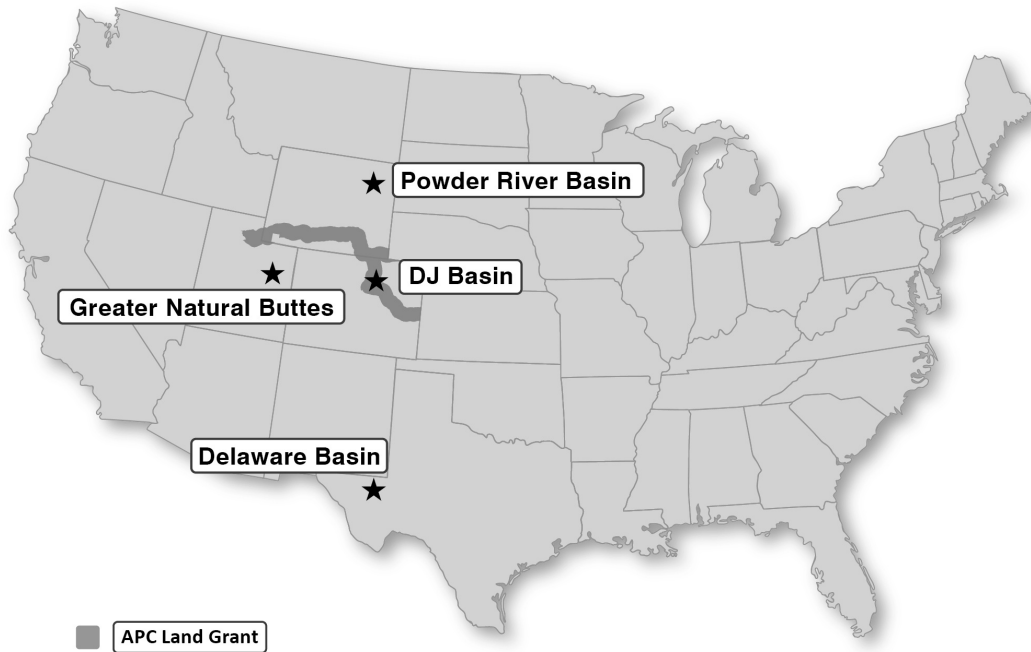 Powder River Basin
DJ Basin
Greater Natural Buttes
Delaware Basin
APC Land Grant